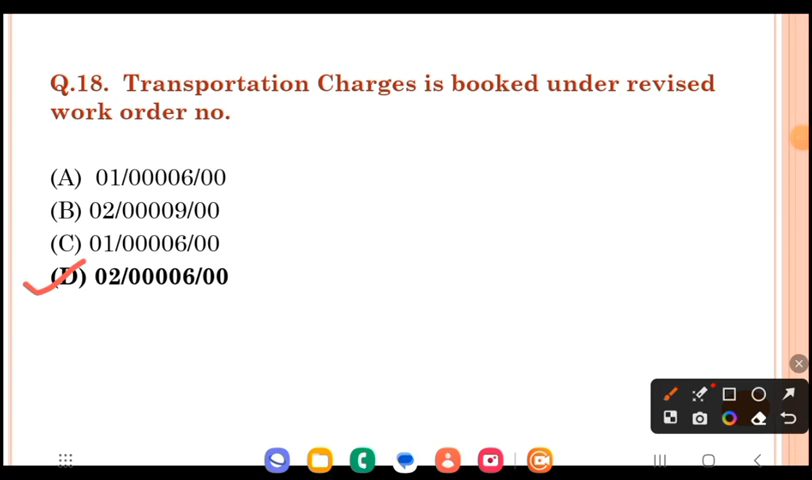 Q.18. Transportation Charges is booked under revised
work order no.
(A) 01/00006/00
(B) 02/00009/00
(C) 01/00006/00
(D) 02/00006/00